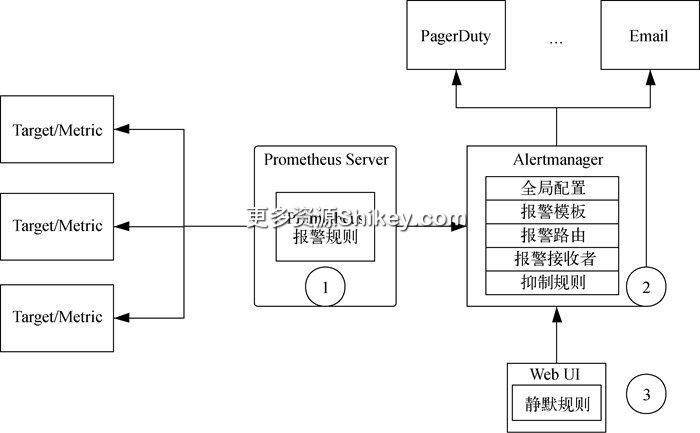 PagerDuty
...
Email
Target/Metric
Target/Metric
Target/Metric
Prometheus Server
Prometheus
报警规则
1
更多资源Shikey.com
Alertmanager
全局配置
报警模板
报警路由
报警接收者
抑制规则
2
Web UI
静默规则
3